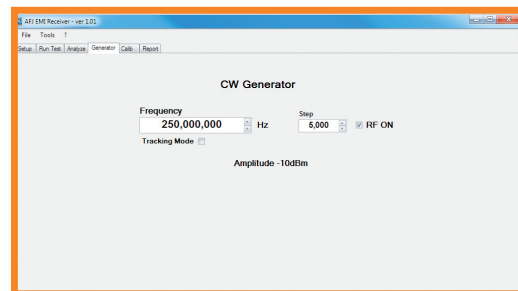 AFJ EMI Receiver - ver 1.01
File Tools ?
Setup Run Test Analyze Generator Calib Report
CW Generator
Frequency Step
250,000,000 Hz 5,000 RF ON
Tracking Mode
Amplitude -10dBm